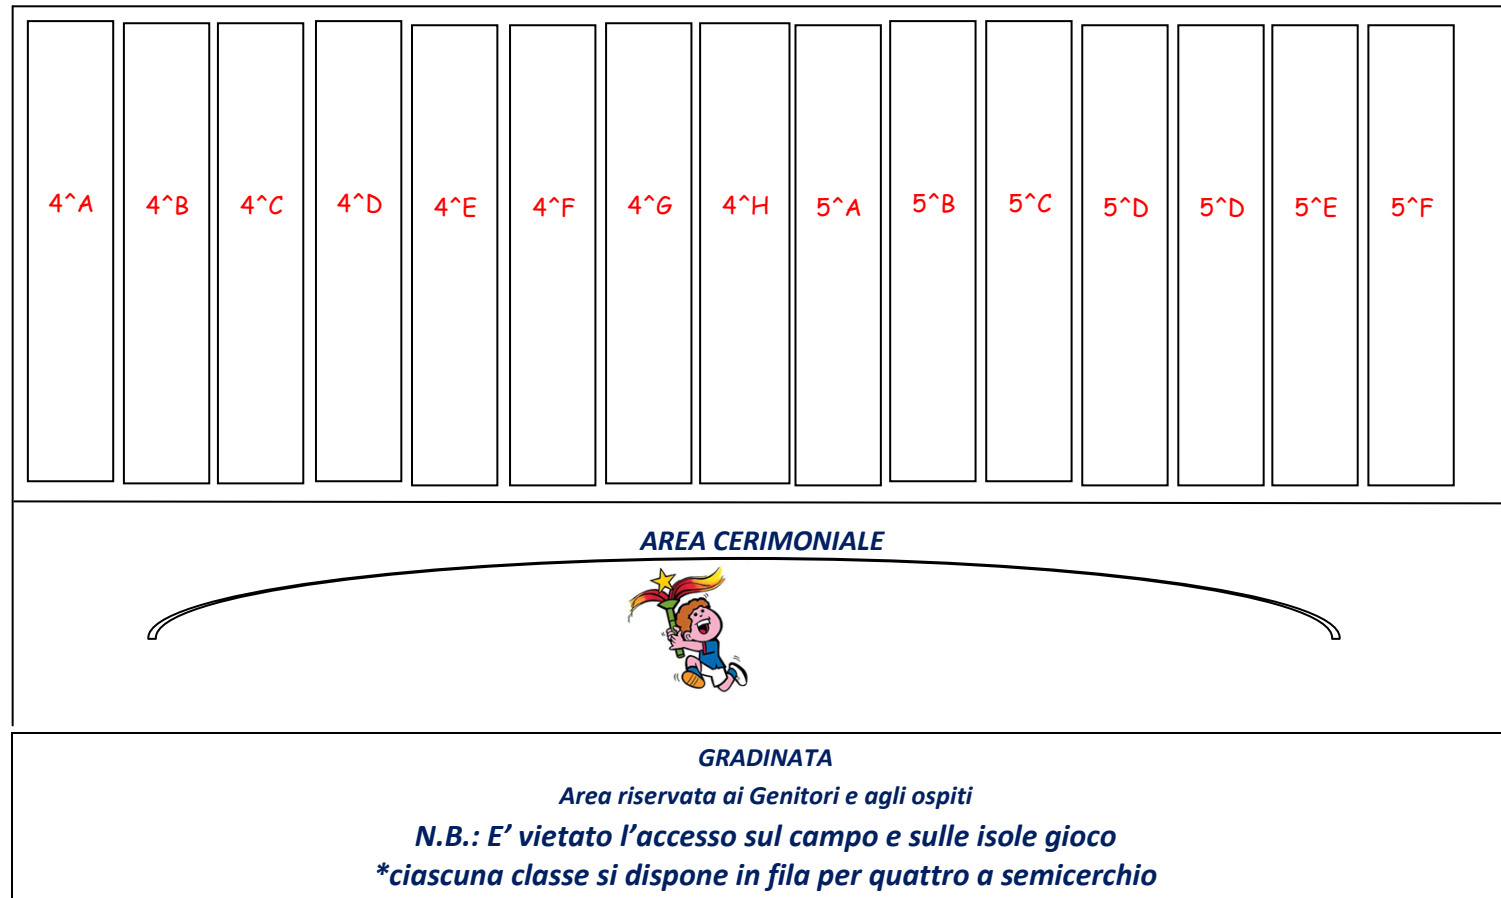 4^A 4^B 4^C 4^D 4^E 4^F 4^G 4^H 5^A 5^B 5^C 5^D 5^D 5^E 5^F
AREA CERIMONIALE
GRADINATA
Area riservata ai Genitori e agli ospiti
N.B.: E’ vietato l’accesso sul campo e sulle isole gioco
*ciascuna classe si dispone in fila per quattro a semicerchio